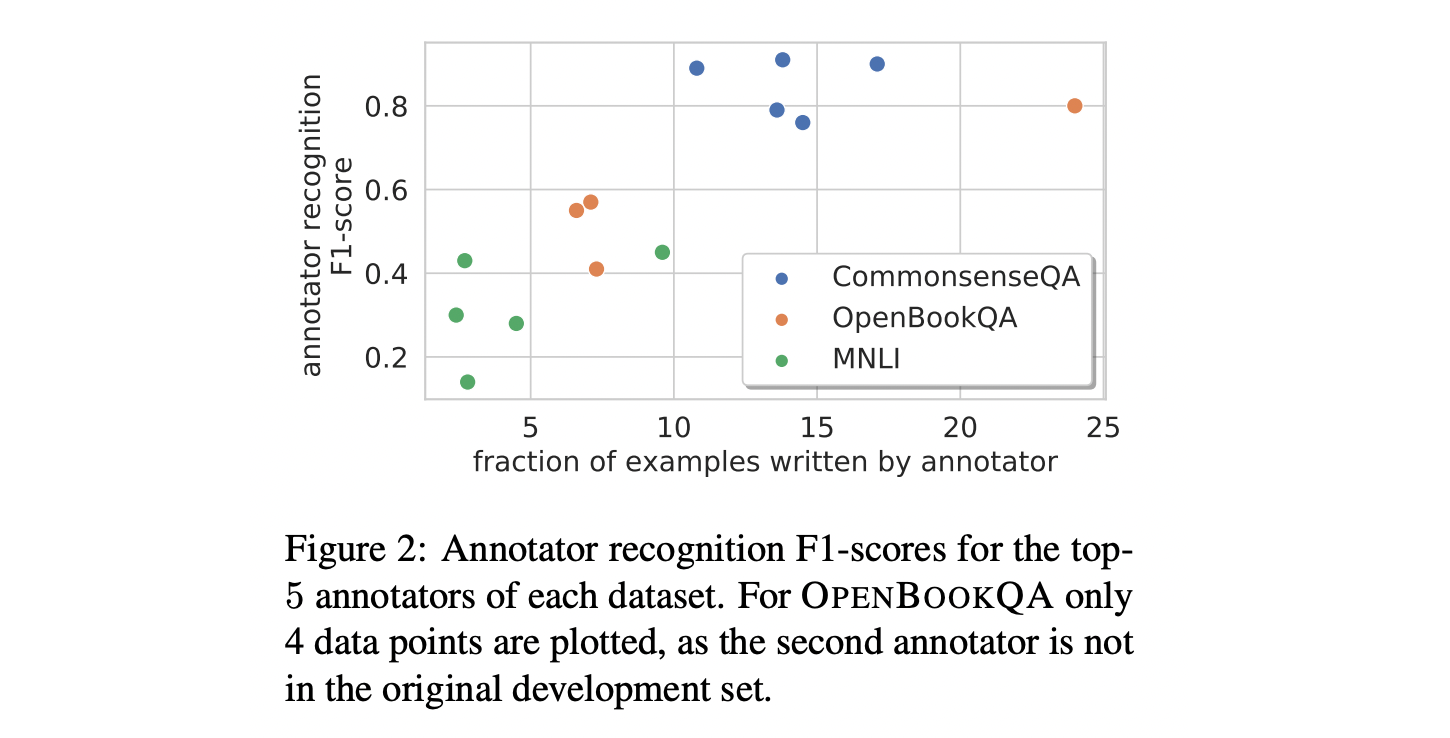 annotator recognition
F1-score
0.8
0.6
0.4
0.2
CommonsenseQA
OpenBookQA
MNLI
5 10 15 20 25
fraction of examples written by annotator
Figure 2: Annotator recognition F1-scores for the top-
5 annotators of each dataset. For OPENBOOKQA only
4 data points are plotted, as the second annotator is not
in the original development set.